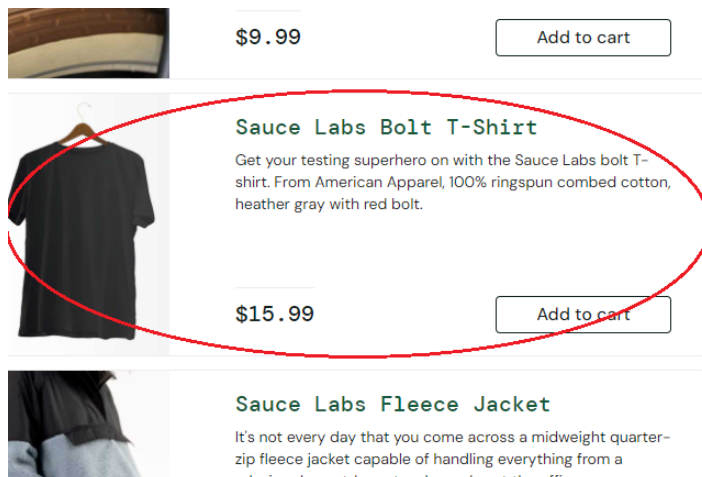 $9.99
Add to cart
Sauce Labs Bolt T-Shirt
Get your testing superhero on with the Sauce Labs bolt T-
shirt. From American Apparel, 100% ringspun combed cotton,
heather gray with red bolt.
$15.99
Add to cart
Sauce Labs Fleece Jacket
It's not every day that you come across a midweight quarter-
zip fleece jacket capable of handling everything from a